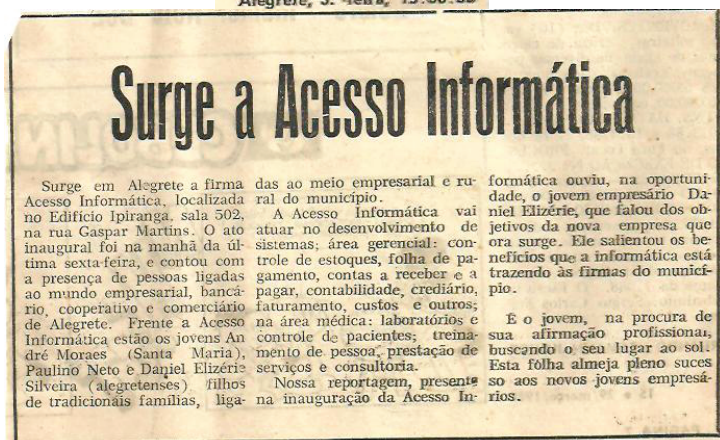 Alegrete,
Surge a Acesso Informática
Surge em Alegrete a firma
Acesso Informática, localizada
no Edifício Ipiranga, sala 502,
na rua Gaspar Martins. O ato
inaugural foi na manhã da úl-
tima sexta-feira, e contou com
a presença de pessoas ligadas
ao mundo empresarial, bancá-
rio, cooperativo e comerciário
de Alegrete. Frente a Acesso
Informática estão os jovens An
dré Moraes (Santa Maria),
Paulino Neto e Daniel Elizérie
Silveira (alegretenses) filhos
de tradicionais famílias, liga-
das ao meio empresarial e ru-
ral do município.
A Acesso Informática vai
atuar no desenvolvimento de
sistemas; área gerencial: con-
trole de estoques, folha de pa-
gamento, contas a receber e a
pagar, contabilidade, crediário,
faturamento, custos e outros;
na área médica: laboratórios e
controle de pacientes; treina-
mento de pessoa, prestação de
serviços e consultoria.
Nossa reportagem, presente
na inauguração da Acesso In-
formática ouviu, na oportuni-
dade, o jovem empresário Da-
niel Elizérie, que falou dos ob-
jetivos da nova empresa que
ora surge. Ele salientou os be-
nefícios que a informática está
trazendo às firmas do municí-
pio.
É o jovem, na procura de
sua afirmação profissional,
buscando o seu lugar ao sol.
Esta folha almeja pleno suces
so aos novos jovens empresá-
rios.